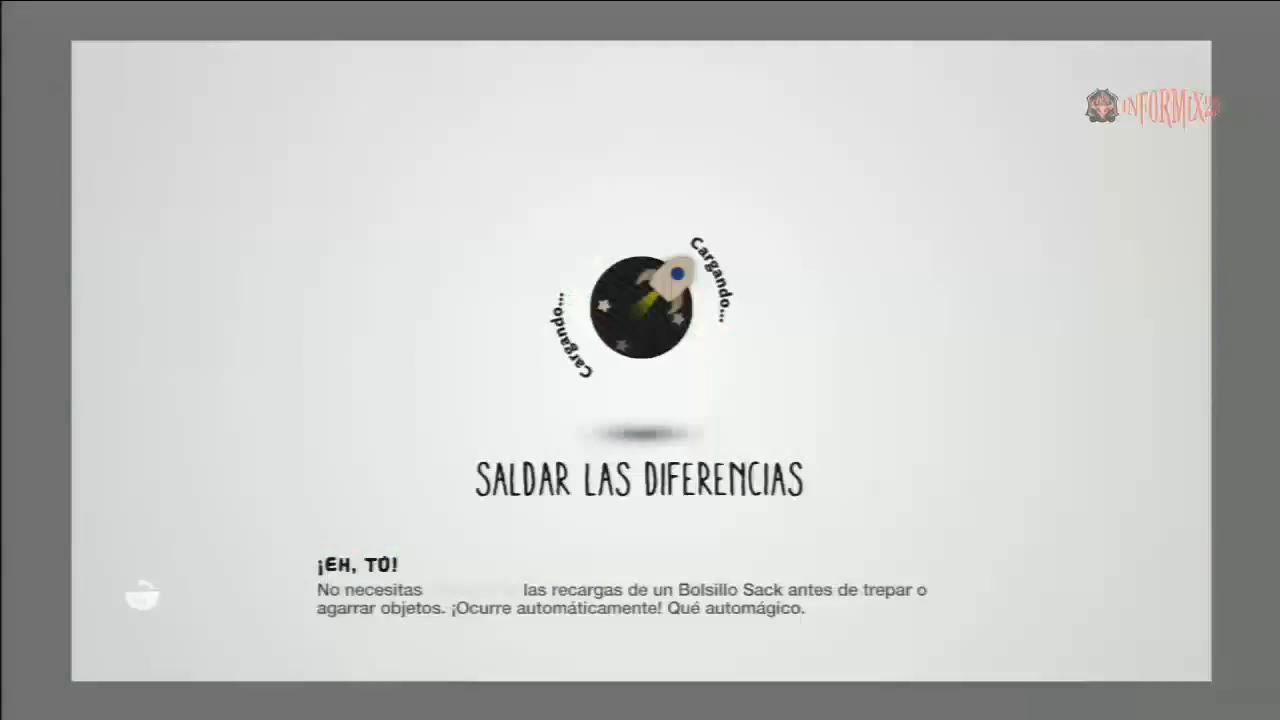 INFORMIX
Cargando...
Cargando...
SALDAR LAS DIFERENCIAS
¡EH, TÚ!
No necesitas las recargas de un Bolsillo Sack antes de trepar o
agarrar objetos. ¡Ocurre automáticamente! Qué automágico.